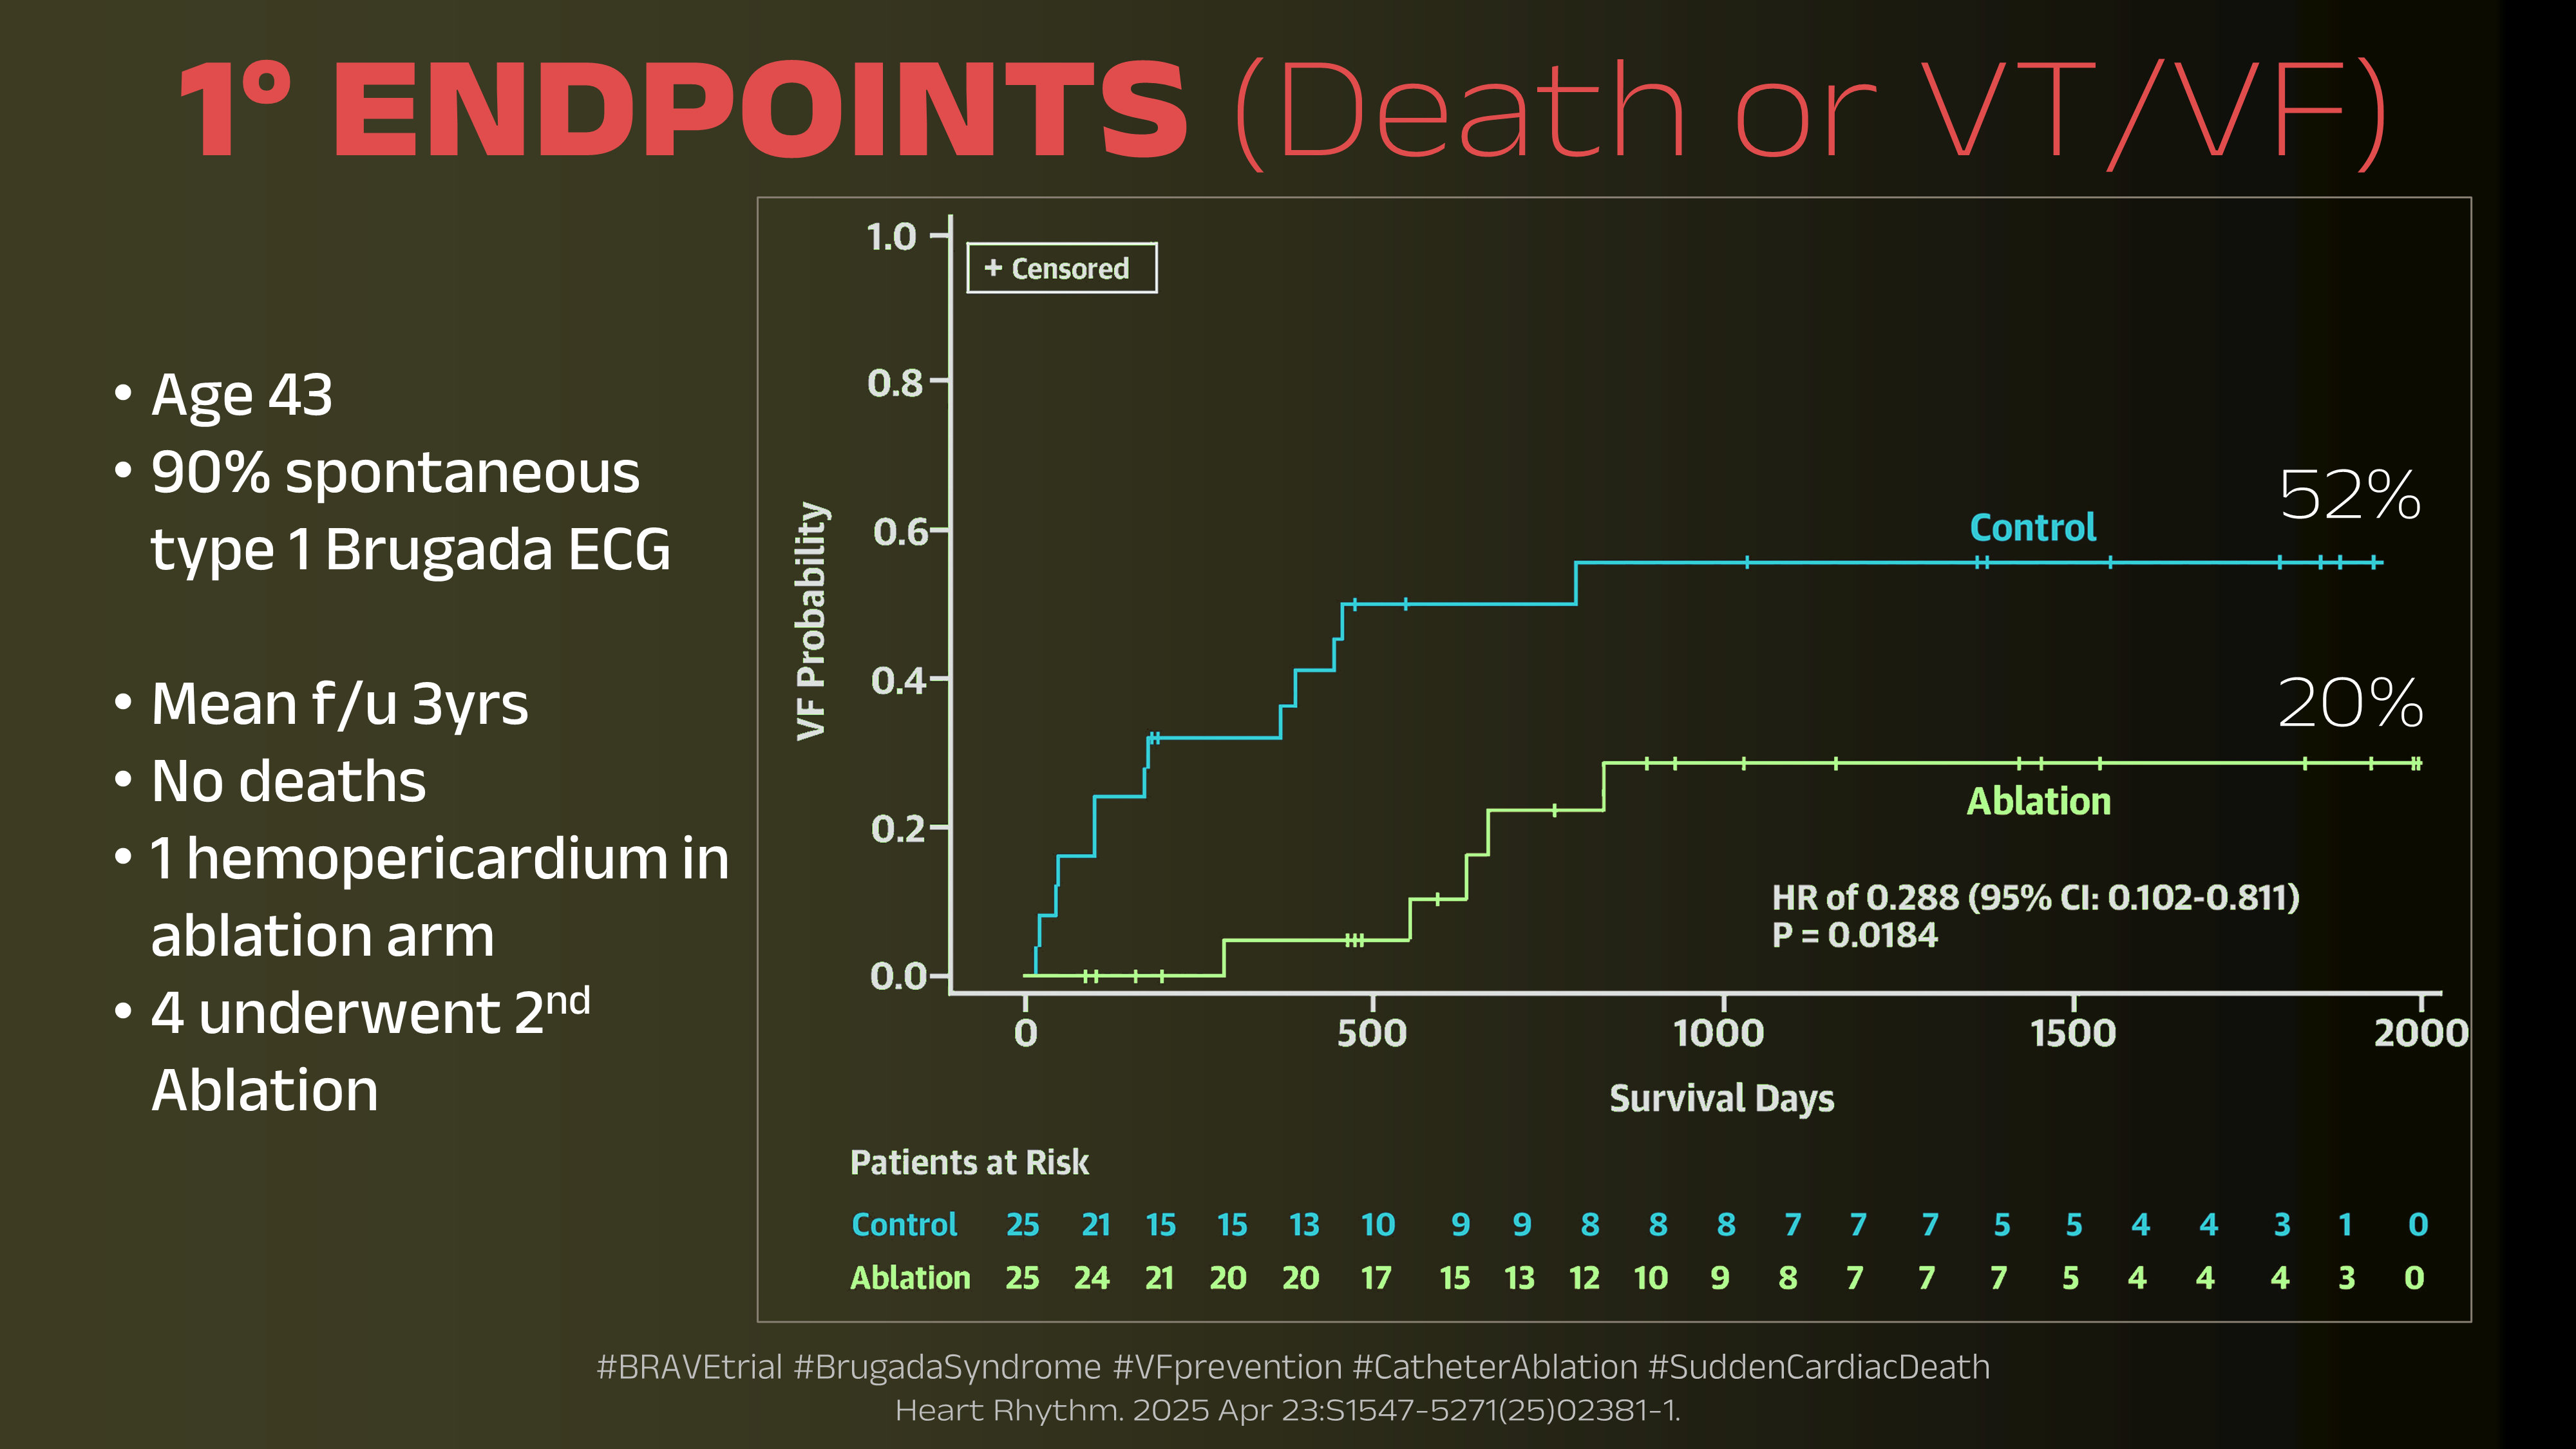 1º ENDPOINTS (Death or VT/VF)
• Age 43
• 90% spontaneous
type 1 Brugada ECG
• Mean f/u 3yrs
• No deaths
• 1 hemopericardium in
ablation arm
• 4 underwent 2nd
Ablation
1.0
+ Censored
0.8
0.6
0.4
0.2
0.0
VF Probability
52%
Control
20%
Ablation
HR of 0.288 (95% CI: 0.102-0.811)
P = 0.0184
0 500 1000 1500 2000
Survival Days
Patients at Risk
Control 25 21 15 15 13 10 9 9 8 8 8 7 7 7 5 5 4 4 3 1 0
Ablation 25 24 21 20 20 17 15 13 12 10 9 8 7 7 7 5 4 4 4 3 0
#BRAVEtrial #BrugadaSyndrome #VFprevention #CatheterAblation #SuddenCardiacDeath
Heart Rhythm. 2025 Apr 23:S1547-5271(25)02381-1.